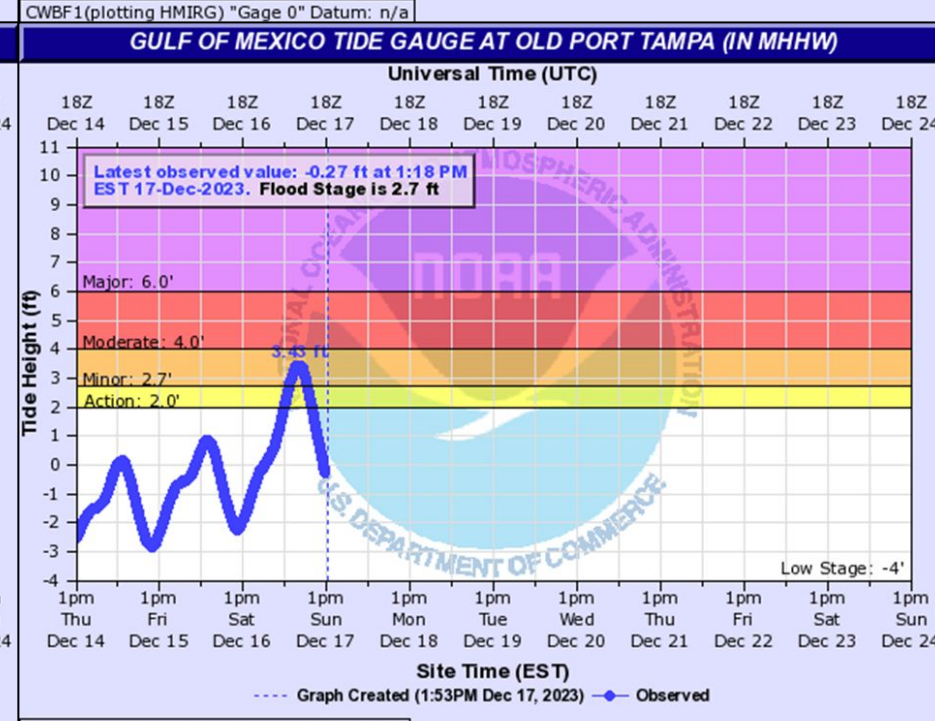 CWBF1(plotting HMIRG) "Gage 0" Datum: n/a
GULF OF MEXICO TIDE GAUGE AT OLD PORT TAMPA (IN MHHW)
Universal Time (UTC)
18Z 18Z 18Z 18Z 18Z 18Z 18Z 18Z 18Z 18Z 18Z
Dec 14 Dec 15 Dec 16 Dec 17 Dec 18 Dec 19 Dec 20 Dec 21 Dec 22 Dec 23 Dec 24
Latest observed value: -0.27 ft at 1:18 PM
EST 17-Dec-2023. Flood Stage is 2.7 ft
NOAA
U.S. DEPARTMENT OF COMMERCE
Tide Height (ft)
11
10
9
8
7
6
5
4
3
2
1
0
-1
-2
-3
-4
Major: 6.0'
Moderate: 4.0'
3.43 ft
Minor: 2.7'
Action: 2.0'
Low Stage: -4'
1pm 1pm 1pm 1pm 1pm 1pm 1pm 1pm 1pm 1pm 1pm
Thu Fri Sat Sun Mon Tue Wed Thu Fri Sat Sun
Dec 14 Dec 15 Dec 16 Dec 17 Dec 18 Dec 19 Dec 20 Dec 21 Dec 22 Dec 23 Dec 24
Site Time (EST)
Graph Created (1:53PM Dec 17, 2023) Observed